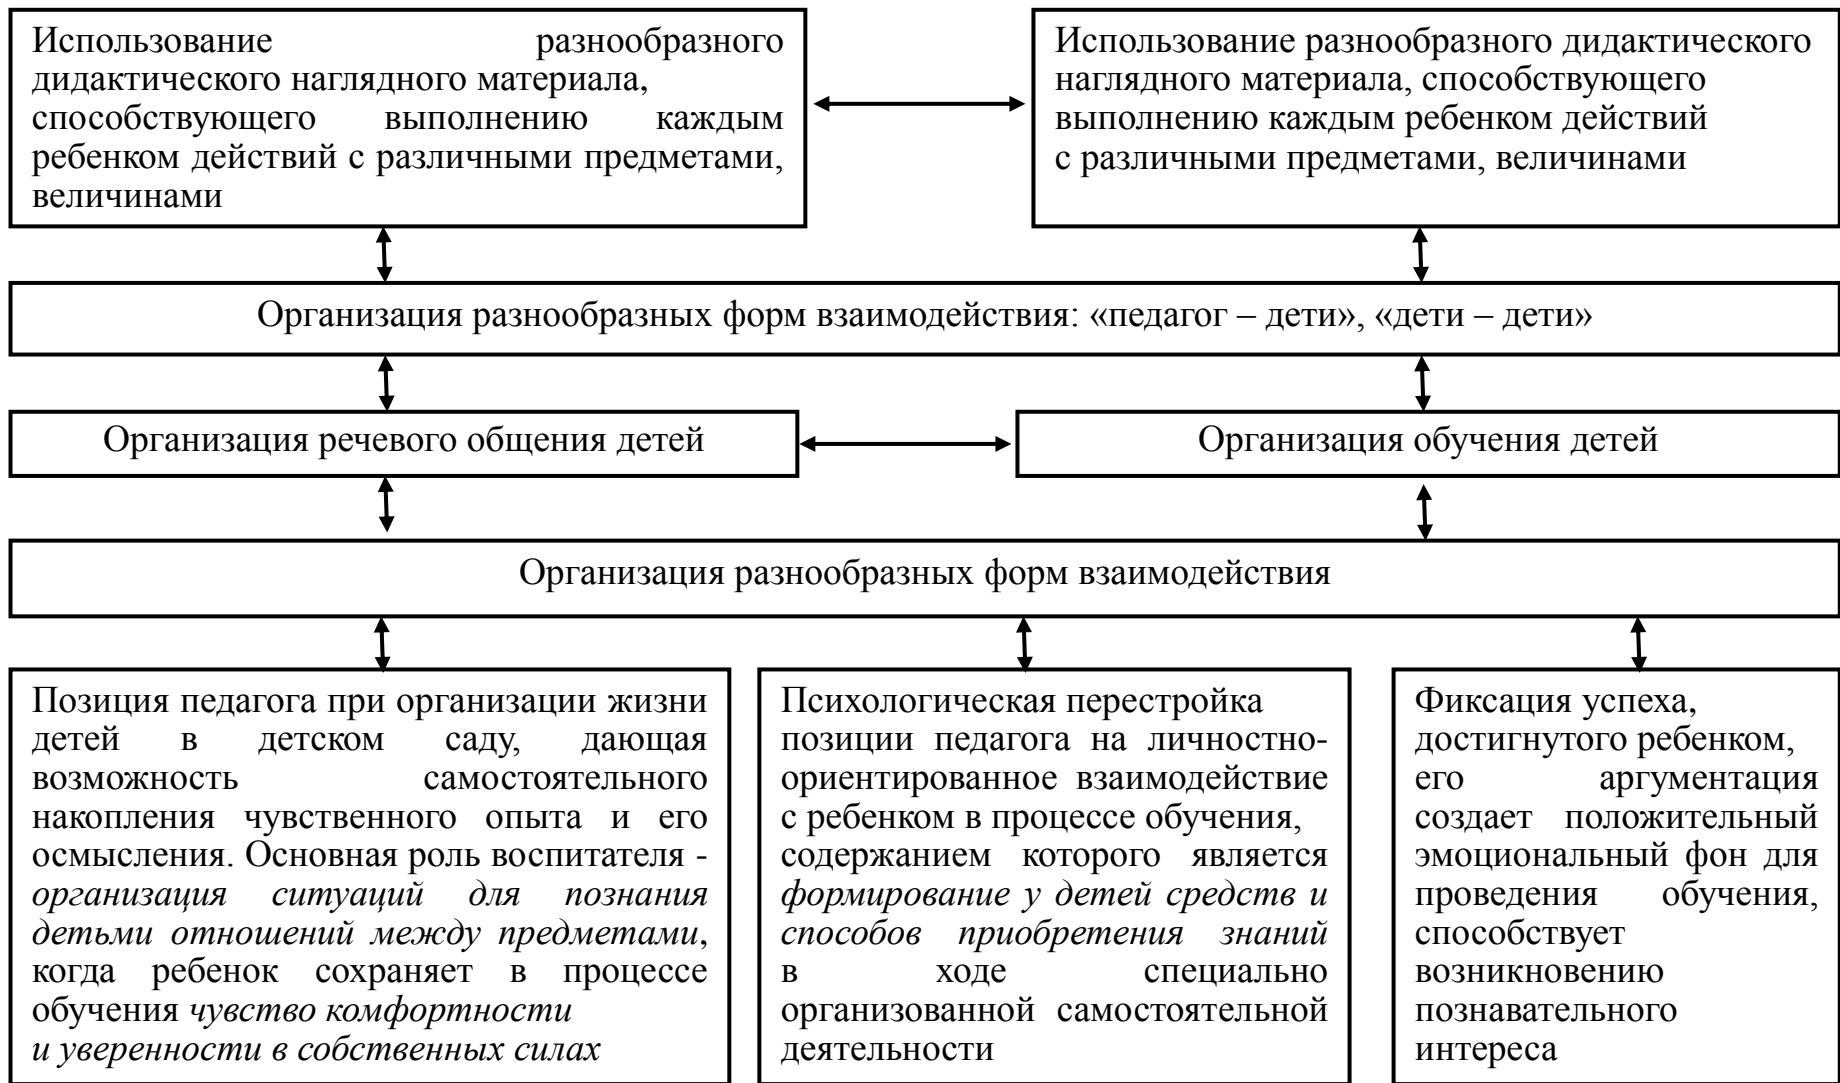 Использование разнообразного
дидактического наглядного материала,
способствующего выполнению каждым
ребенком действий с различными предметами,
величинами
Использование разнообразного дидактического
наглядного материала, способствующего
выполнению каждым ребенком действий
с различными предметами, величинами
Организация разнообразных форм взаимодействия: «педагог – дети», «дети – дети»
Организация речевого общения детей
Организация обучения детей
Организация разнообразных форм взаимодействия
Позиция педагога при организации жизни
детей в детском саду, дающая
возможность самостоятельного
накопления чувственного опыта и его
осмысления. Основная роль воспитателя -
организация ситуаций для познания
детьми отношений между предметами,
когда ребенок сохраняет в процессе
обучения чувство комфортности
и уверенности в собственных силах
Психологическая перестройка
позиции педагога на личностно-
ориентированное взаимодействие
с ребенком в процессе обучения,
содержанием которого является
формирование у детей средств и
способов приобретения знаний
в ходе специально
организованной самостоятельной
деятельности
Фиксация успеха,
достигнутого ребенком,
его аргументация
создает положительный
эмоциональный фон для
проведения обучения,
способствует
возникновению
познавательного
интереса